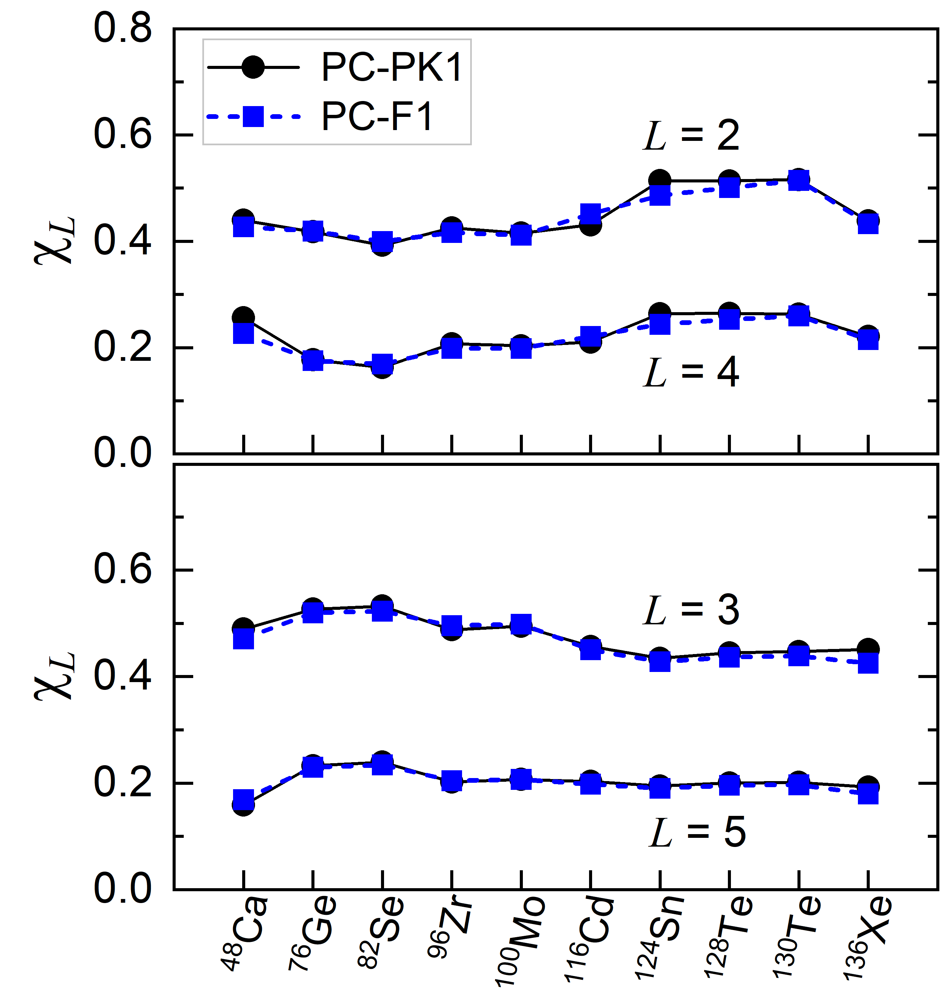 0.8
PC-PK1
PC-F1
0.6
L = 2
χL
0.4
0.2
L = 4
0.0
0.6
L = 3
χL
0.4
0.2
L = 5
0.0
48Ca
76Ge
82Se
96Zr
100Mo
116Cd
124Sn
128Te
130Te
136Xe